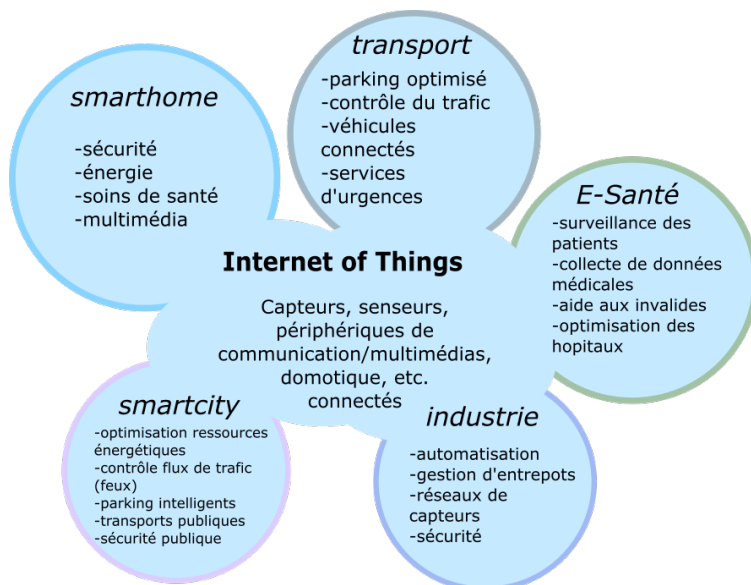 smarthome
-sécurité
-énergie
-soins de santé
-multimédia
transport
-parking optimisé
-contrôle du trafic
-véhicules
connectés
-services
d'urgences
E-Santé
-surveillance des
patients
-collecte de données
médicales
-aide aux invalides
-optimisation des
hopitaux
Internet of Things
Capteurs, senseurs,
périphériques de
communication/multimédias,
domotique, etc.
connectés
smartcity
-optimisation ressources
énergétiques
-contrôle flux de trafic
(feux)
-parking intelligents
-transports publiques
-sécurité publique
industrie
-automatisation
-gestion d'entrepots
-réseaux de
capteurs
-sécurité